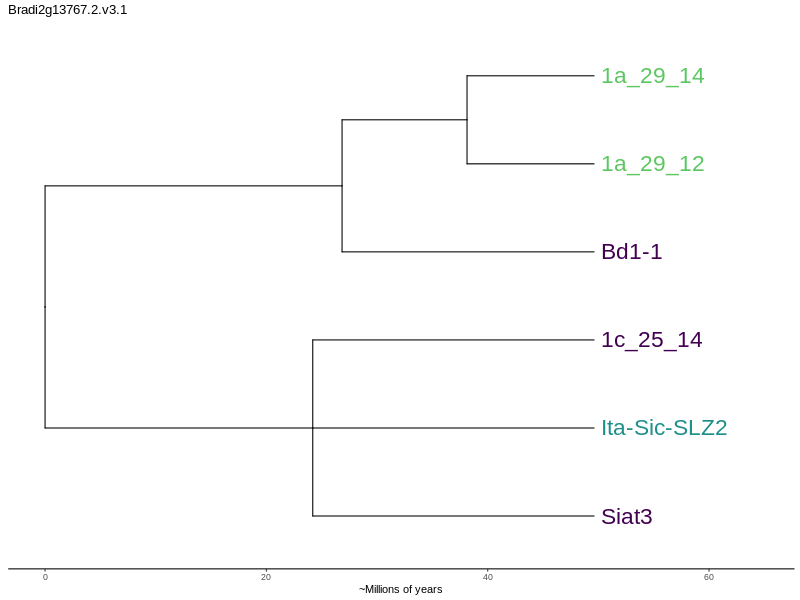 Bradi2g13767.2.v3.1
1a_29_14
1a_29_12
Bd1-1
1c_25_14
Ita-Sic-SLZ2
Siat3
0 20 40 60
~Millions of years